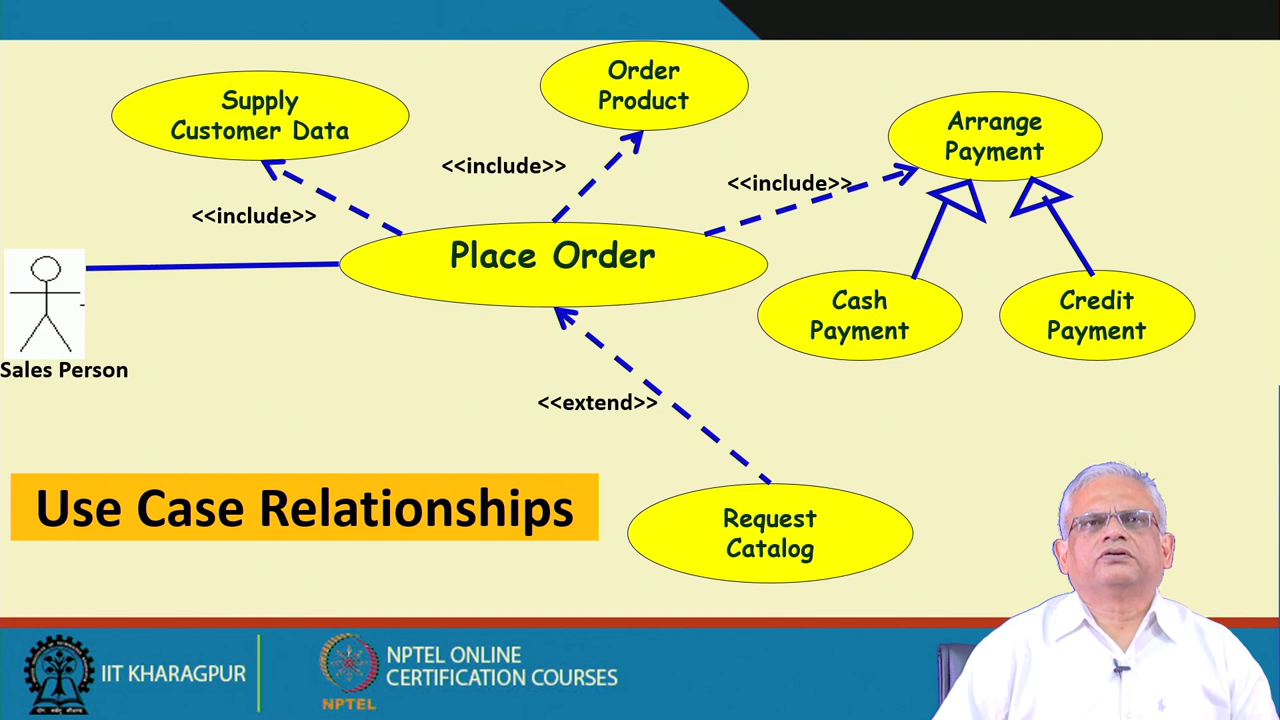 Order
Product
Supply
Customer Data
Arrange
Payment
<<include>>
<<include>>
<<include>>
Place Order
Cash
Payment
Credit
Payment
Sales Person
<<extend>>
Use Case Relationships
Request
Catalog
IIT KHARAGPUR
NPTEL ONLINE
CERTIFICATION COURSES
NPTEL